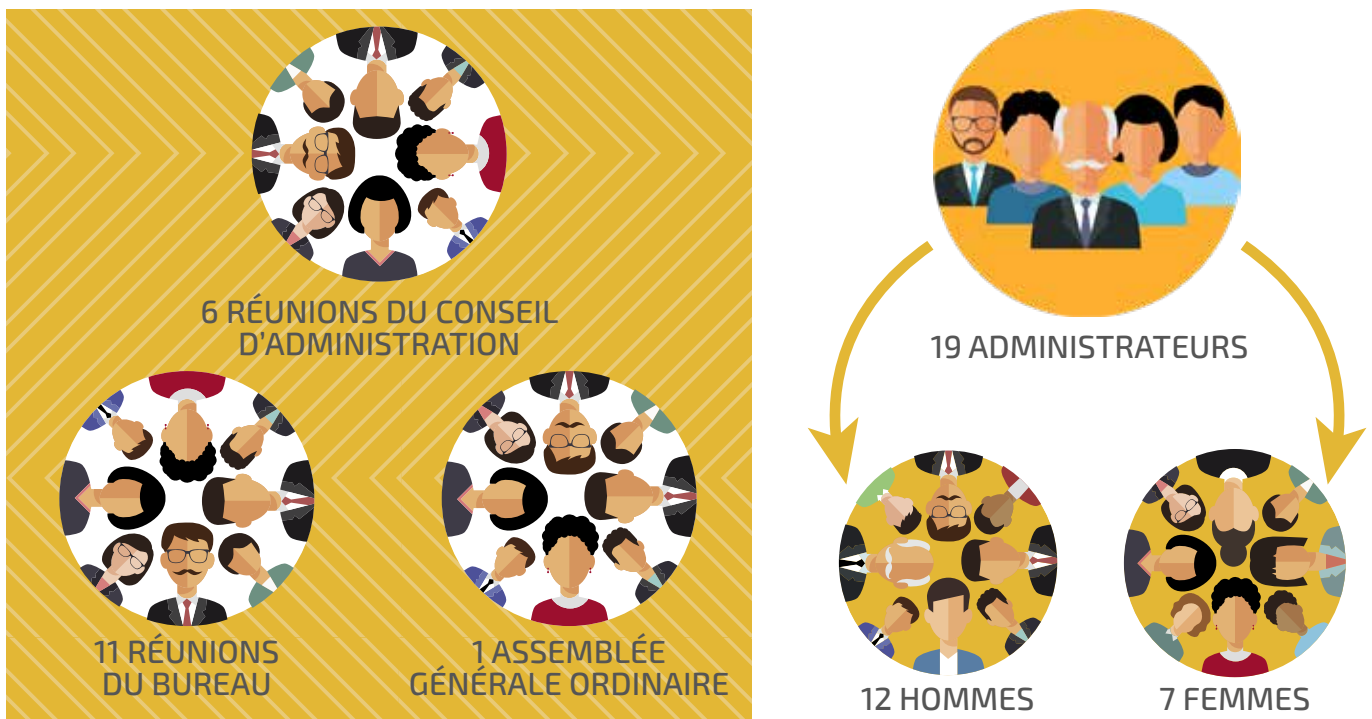 6 RÉUNIONS DU CONSEIL
D’ADMINISTRATION
11 RÉUNIONS
DU BUREAU
1 ASSEMBLÉE
GÉNÉRALE ORDINAIRE
19 ADMINISTRATEURS
12 HOMMES
7 FEMMES